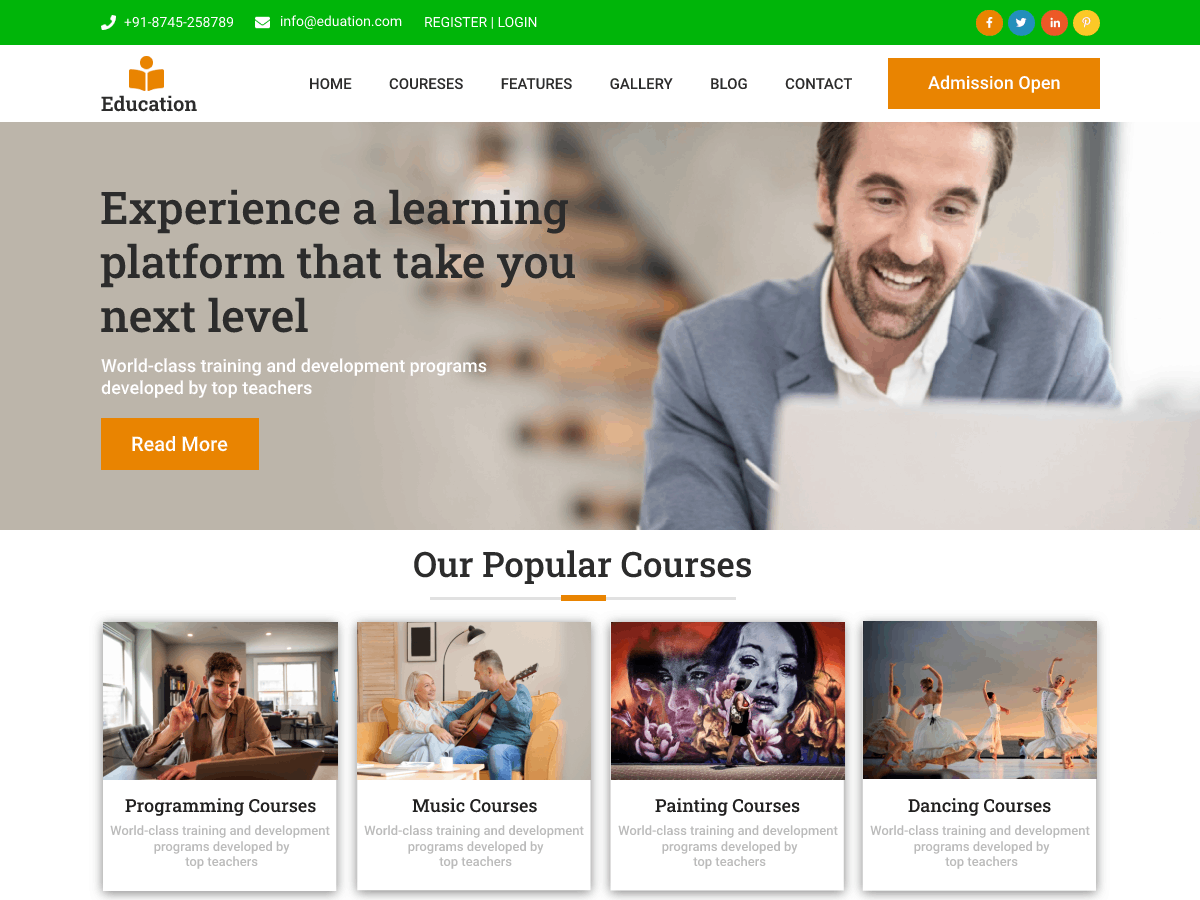 +91-8745-258789 info@eduation.com REGISTER | LOGIN
Education
HOME COURESES FEATURES GALLERY BLOG CONTACT Admission Open
Experience a learning
platform that take you
next level
World-class training and development programs
developed by top teachers
Read More
Our Popular Courses
Programming Courses
World-class training and development
programs developed by
top teachers
Music Courses
World-class training and development
programs developed by
top teachers
Painting Courses
World-class training and development
programs developed by
top teachers
Dancing Courses
World-class training and development
programs developed by
top teachers